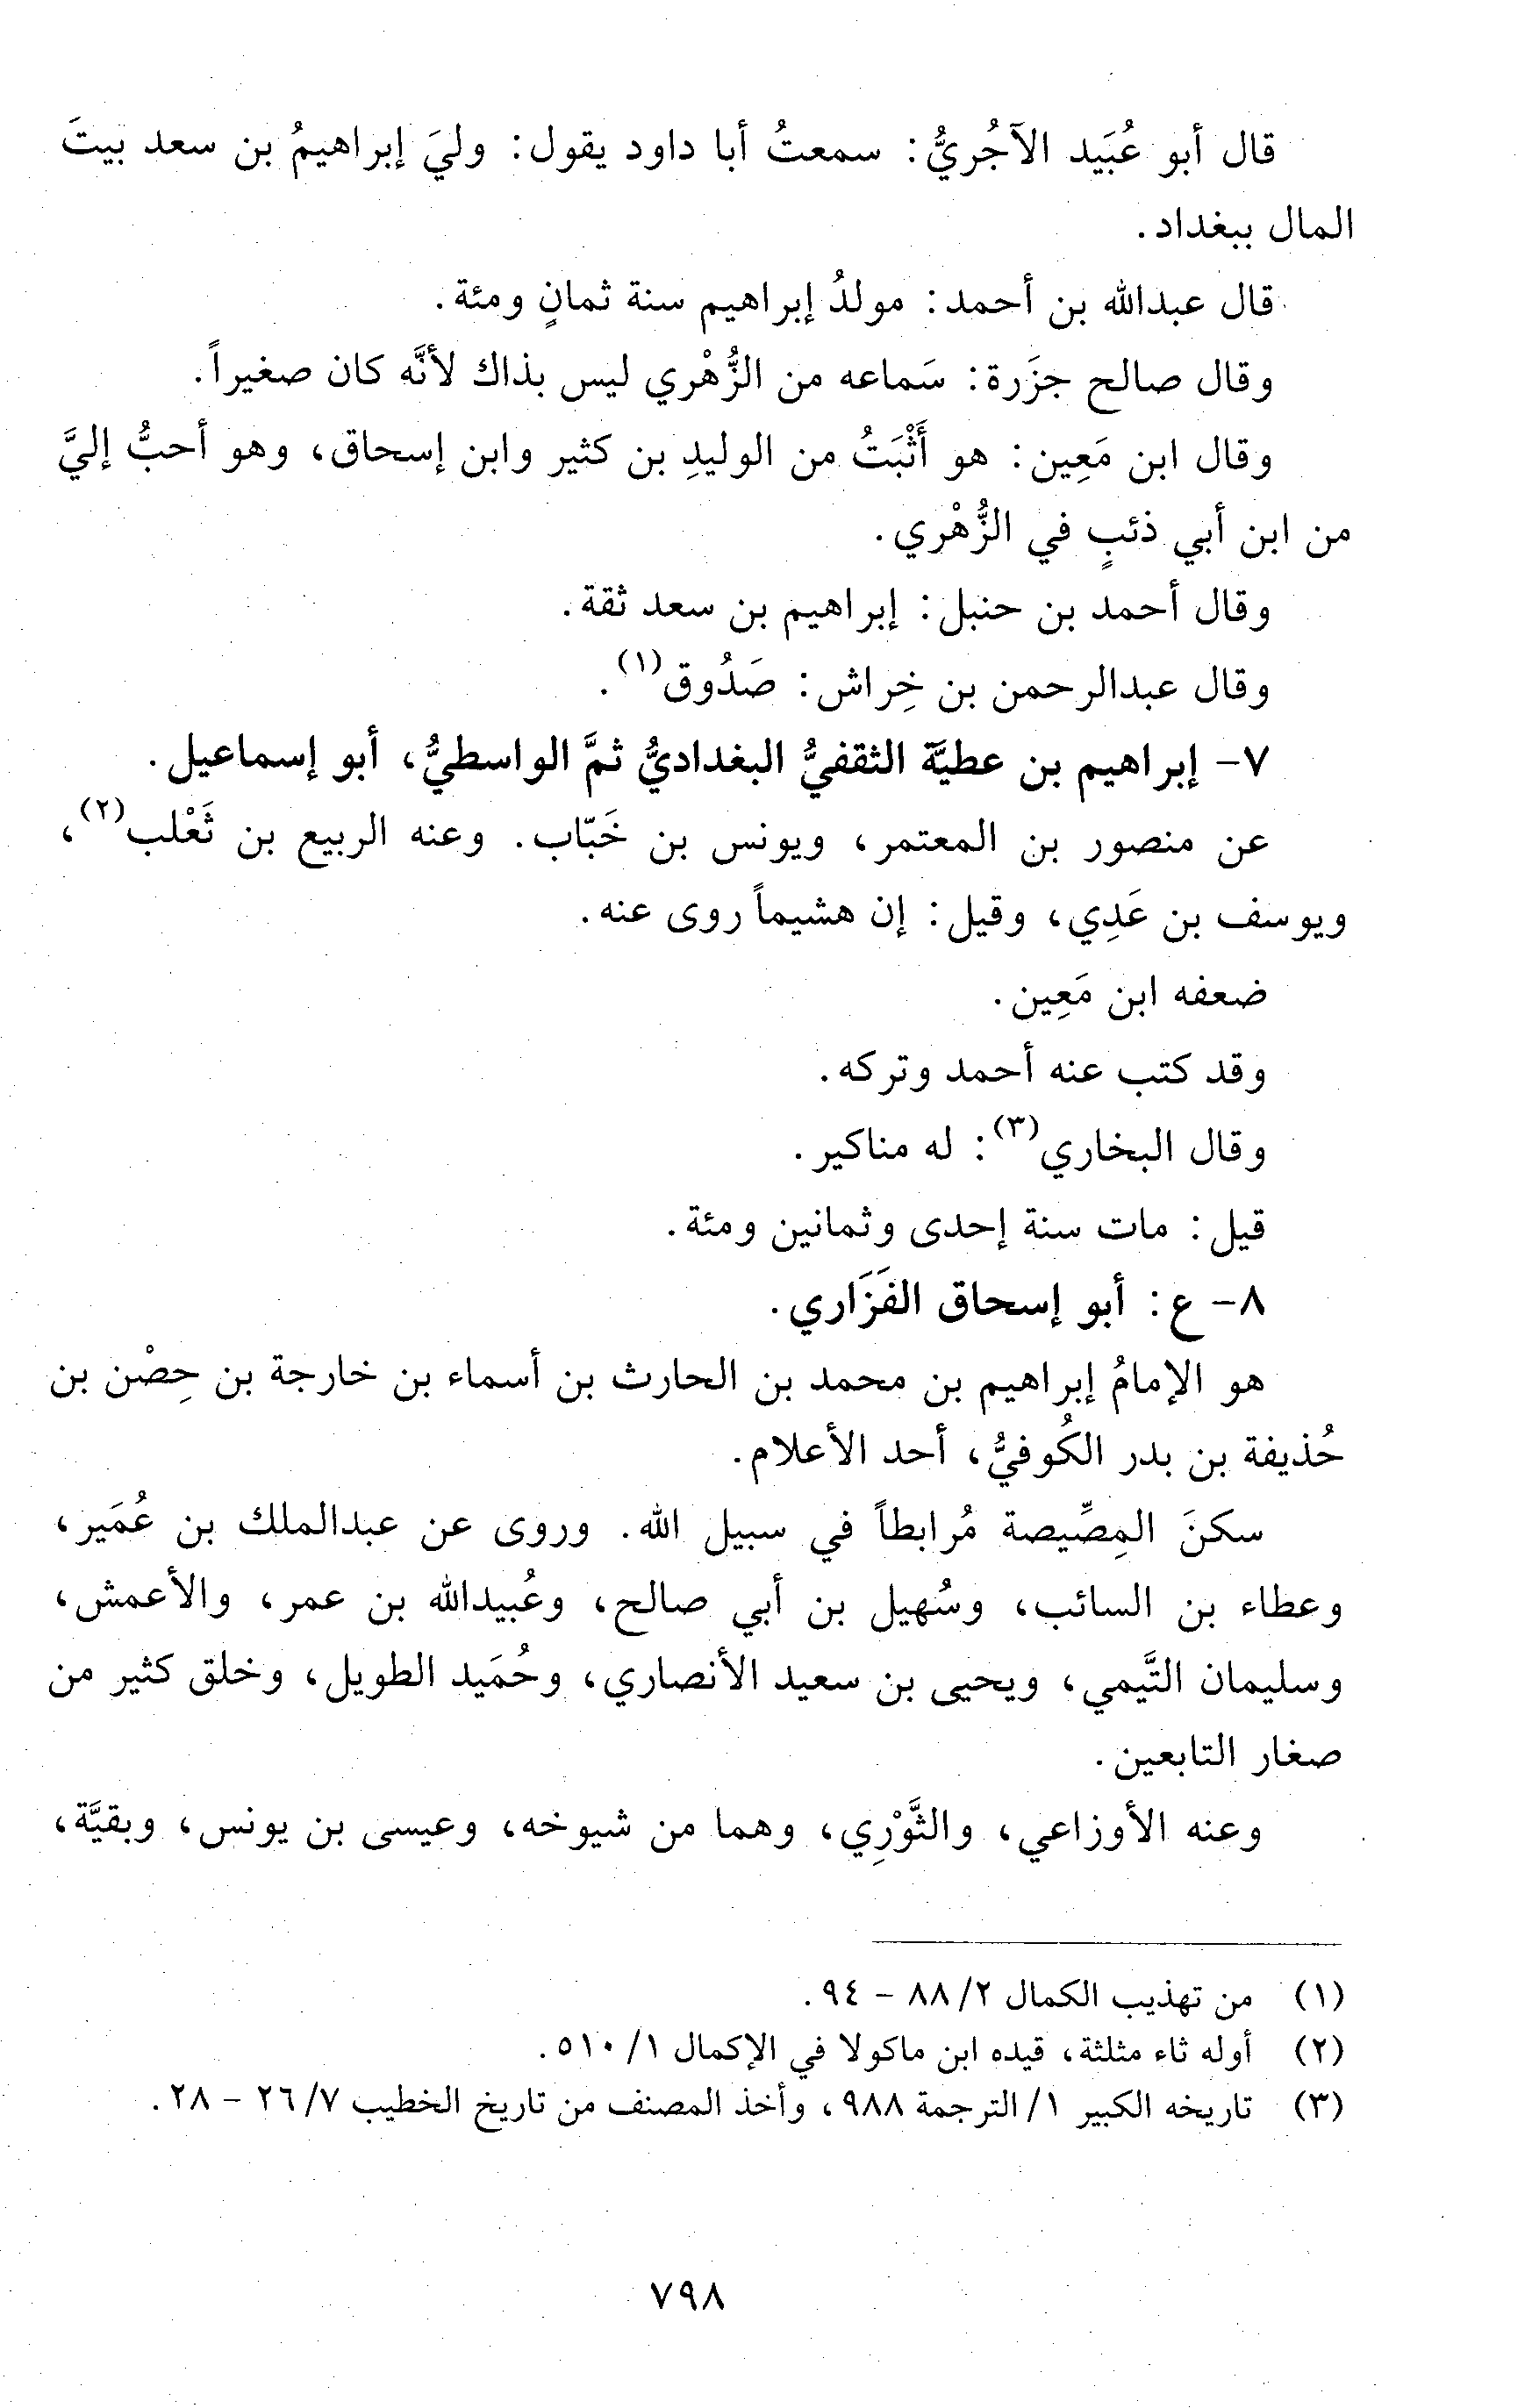 قال أبو عُبَيد الآجُريُّ: سمعتُ أبا داود يقول: وليَ إبراهيمُ بن سعد بيتَ
المال ببغداد.
قال عبدالله بن أحمد: مولدُ إبراهيم سنة ثمانٍ ومئة.
وقال صالح جزَرة: سَماعه من الزُّهْري ليس بذاك لأنَّه كان صغيراً.
وقال ابن مَعِين: هو أَثْبَتُ من الوليدِ بن كثير وابن إسحاق، وهو أحبُّ إليَّ
من ابن أبي ذئبٍ في الزُّهْري.
وقال أحمد بن حنبل: إبراهيم بن سعد ثقة.
وقال عبدالرحمن بن خِراش: صَدُوق(١).
٧- إبراهيم بن عطيَّة الثقفيُّ البغداديُّ ثمَّ الواسطيُّ، أبو إسماعيل.
عن منصور بن المعتمر، ويونس بن خَبّاب. وعنه الربيع بن ثَعْلب(٢)،
ويوسف بن عَدِي، وقيل: إن هشيماً روى عنه.
ضعفه ابن مَعِين.
وقد كتب عنه أحمد وتركه.
وقال البخاري(٣): له مناكير.
قيل: مات سنة إحدى وثمانين ومئة.
٨- ع: أبو إسحاق الفَزَاري.
هو الإمامُ إبراهيم بن محمد بن الحارث بن أسماء بن خارجة بن حِصْن بن
حُذيفة بن بدر الكُوفيُّ، أحد الأعلام.
سكنَ المِصِّيصة مُرابطاً في سبيل الله. وروى عن عبدالملك بن عُمَير،
وعطاء بن السائب، وسُهيل بن أبي صالح، وعُبيدالله بن عمر، والأعمش،
وسليمان التَّيمي، ويحيى بن سعيد الأنصاري، وحُمَيد الطويل، وخلق كثير من
صغار التابعين.
وعنه الأوزاعي، والثَّوْرِي، وهما من شيوخه، وعيسى بن يونس، وبقيَّة،
(١) من تهذيب الكمال ٢/ ٨٨ - ٩٤.
(٢) أوله ثاء مثلثة، قيده ابن ماكولا في الإكمال ١/ ٥١٠.
(٣) تاريخه الكبير ١/ الترجمة ٩٨٨، وأخذ المصنف من تاريخ الخطيب ٧/ ٢٦ - ٢٨.
٧٩٨